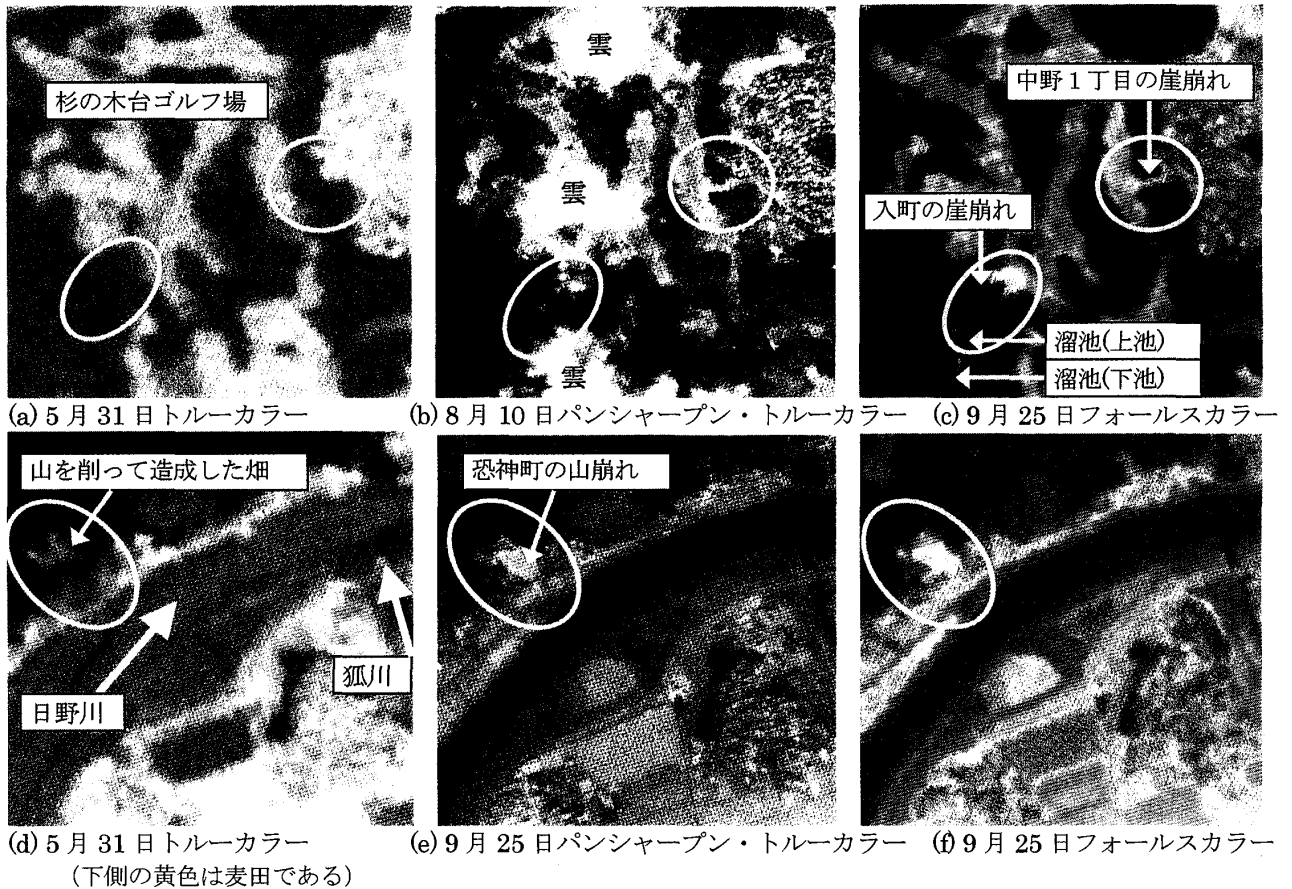 雲
杉の木台ゴルフ場
中野1丁目の崖崩れ
雲
入町の崖崩れ
溜池(上池)
雲
溜池(下池)
(a) 5月31日トルーカラー
(b) 8月10日パンシャープン・トルーカラー
(c) 9月25日フォールスカラー
山を削って造成した畑
恐神町の山崩れ
狐川
日野川
(d) 5月31日トルーカラー
(e) 9月25日パンシャープン・トルーカラー
(f) 9月25日フォールスカラー
(下側の黄色は麦田である)